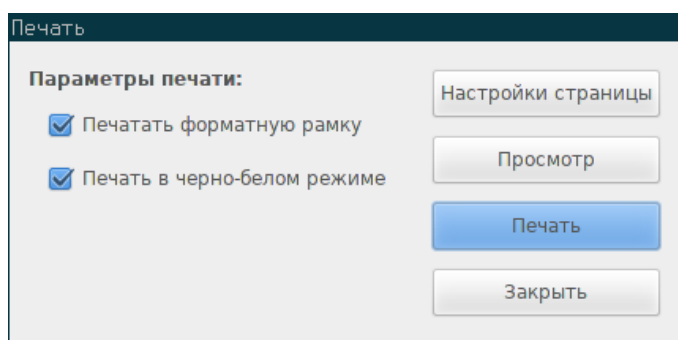 Печать
Параметры печати:
Печатать форматную рамку
Печать в черно-белом режиме
Настройки страницы
Просмотр
Печать
Закрыть